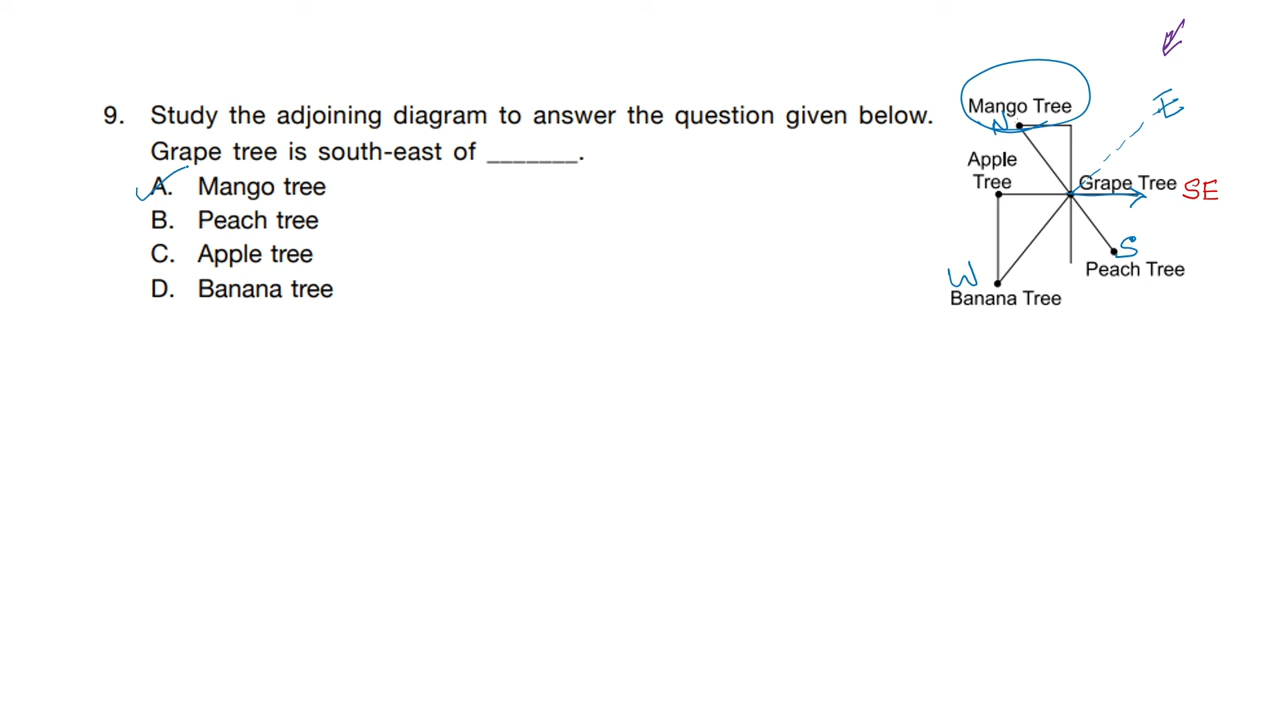 9. Study the adjoining diagram to answer the question given below.
Grape tree is south-east of _______.
A. Mango tree
B. Peach tree
C. Apple tree
D. Banana tree
Mango Tree
N
E
Apple
Tree
Grape Tree SE
S
Peach Tree
W
Banana Tree